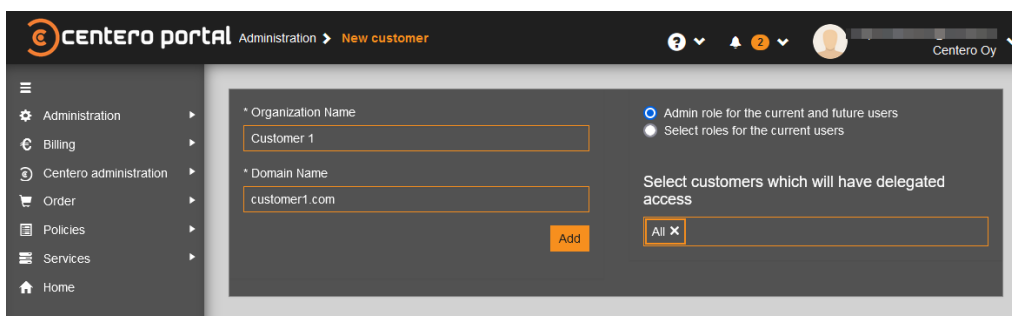 centero portal Administration > New customer
2
Centero Oy
Administration
Billing
Centero administration
Order
Policies
Services
Home
* Organization Name
Customer 1
* Domain Name
customer1.com
Add
Admin role for the current and future users
Select roles for the current users
Select customers which will have delegated
access
All ✕